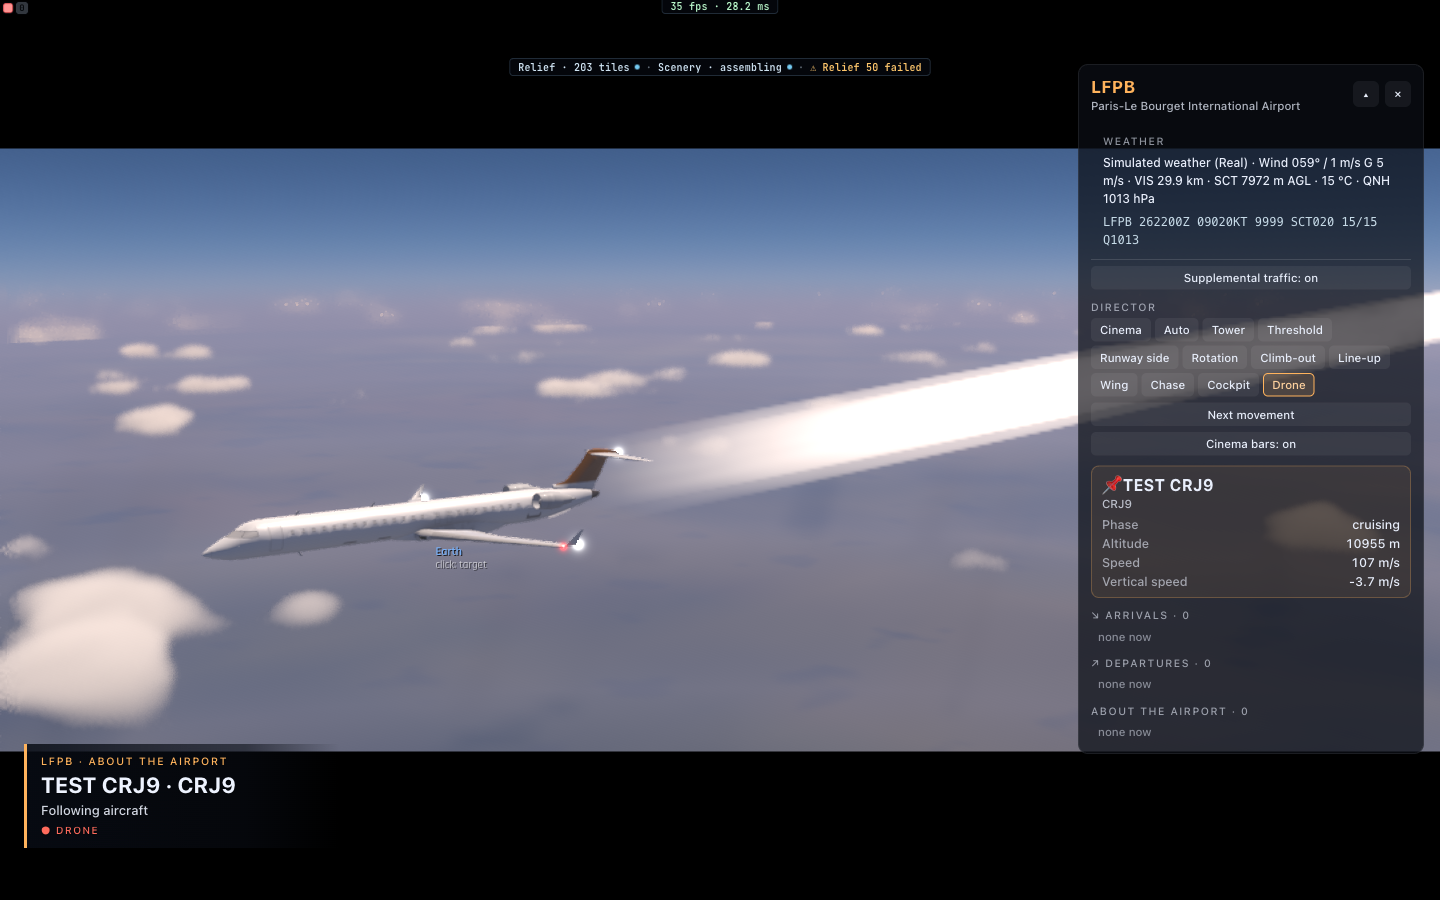 0
35 fps · 28.2 ms
Relief · 203 tiles · Scenery · assembling · ⚠ Relief 50 failed
LFPB
Paris-Le Bourget International Airport
WEATHER
Simulated weather (Real) · Wind 059° / 1 m/s G 5
m/s · VIS 29.9 km · SCT 7972 m AGL · 15 °C · QNH
1013 hPa
LFPB 262200Z 09020KT 9999 SCT020 15/15
Q1013
Supplemental traffic: on
DIRECTOR
Cinema Auto Tower Threshold
Runway side Rotation Climb-out Line-up
Wing Chase Cockpit Drone
Next movement
Cinema bars: on
TEST CRJ9
CRJ9
Phase cruising
Altitude 10955 m
Speed 107 m/s
Vertical speed -3.7 m/s
↘ ARRIVALS · 0
none now
↗ DEPARTURES · 0
none now
ABOUT THE AIRPORT · 0
none now
Earth
click target
LFPB · ABOUT THE AIRPORT
TEST CRJ9 · CRJ9
Following aircraft
DRONE